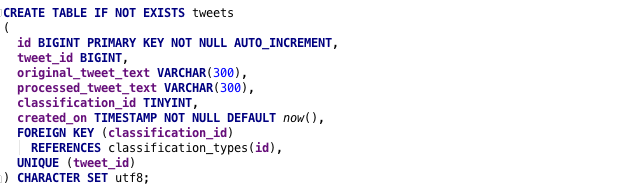 CREATE TABLE IF NOT EXISTS tweets
(
  id BIGINT PRIMARY KEY NOT NULL AUTO_INCREMENT,
  tweet_id BIGINT,
  original_tweet_text VARCHAR(300),
  processed_tweet_text VARCHAR(300),
  classification_id TINYINT,
  created_on TIMESTAMP NOT NULL DEFAULT now(),
  FOREIGN KEY (classification_id)
    REFERENCES classification_types(id),
  UNIQUE (tweet_id)
) CHARACTER SET utf8;